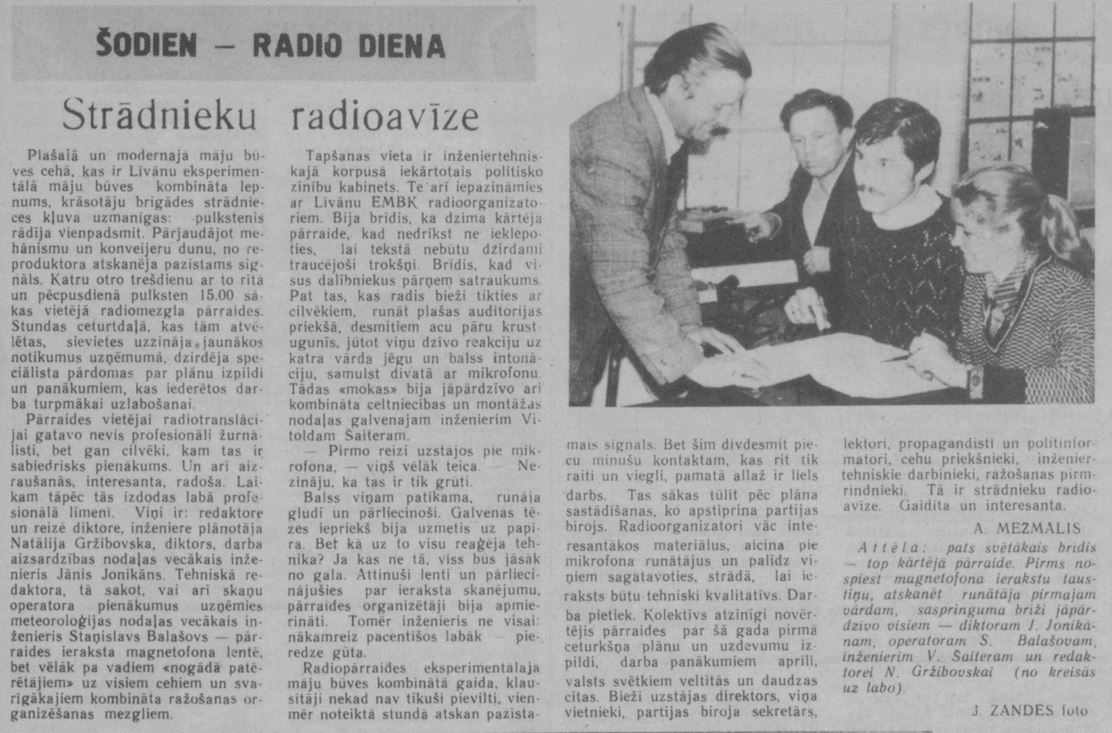 ŠODIEN — RADIO DIENA
Strādnieku radioavīze
Plašajā un modernajā māju bū-
ves cehā, kas ir Līvānu eksperimen-
tālā māju būves kombināta lep-
nums, krāsotāju brigādes strādnie-
ces kļuva uzmanīgas: pulkstenis
rādīja vienpadsmit. Pārjaudājot me-
hānismu un konveijeru dunu, no re-
produktora atskanēja pazīstams sig-
nāls. Katru otro trešdienu ar to rītā
un pēcpusdienā pulksten 15.00 sā-
kas vietējā radiomezgla pārraides.
Stundas ceturtdaļā, kas tām atvē-
lētas, sievietes uzzināja jaunākos
notikumus uzņēmumā, dzirdēja spe-
ciālista pārdomas par plānu izpildi
un panākumiem, kas iederētos dar-
ba turpmākai uzlabošanai.
Pārraides vietējai radiotranslāci-
jai gatavo nevis profesionāli žurnā-
listi, bet gan cilvēki, kam tas ir
sabiedrisks pienākums. Un arī aiz-
raušanās, interesanta, radoša. Lai-
kam tāpēc tās izdodas labā profe-
sionālā līmenī. Viņi ir: redaktore
un reizē diktore, inženiere plānotāja
Natālija Gržibovska, diktors, darba
aizsardzības nodaļas vecākais inže-
nieris Jānis Jonikāns. Tehniskā re-
daktora, tā sakot, vai arī skaņu
operatora pienākumus uzņēmies
meteoroloģijas nodaļas vecākais in-
ženieris Staņislavs Balašovs — pār-
raides ieraksta magnetofona lentē,
bet vēlāk pa vadiem «nogādā patē-
rētājiem» uz visiem cehiem un sva-
rīgākajiem kombināta ražošanas or-
ganizēšanas mezgliem.
Tapšanas vieta ir inženiertehnis-
kajā korpusā iekārtotais politisko
zinību kabinets. Te arī iepazināmies
ar Līvānu EMBK radioorganizato-
riem. Bija brīdis, ka dzima kārtējā
pārraide, kad nedrīkst ne ieklepo-
ties, lai tekstā nebūtu dzirdami
traucējoši trokšņi. Brīdis, kad vi-
sus dalībniekus pārņem satraukums.
Pat tas, kas radis bieži tikties ar
cilvēkiem, runāt plašas auditorijas
priekšā, desmitiem acu pāru krust-
ugunīs, jūtot viņu dzīvo reakciju uz
katra vārda jēgu un balss intonā-
ciju, samulst divatā ar mikrofonu.
Tādas «mokas» bija jāpārdzīvo arī
kombināta celtniecības un montāžas
nodaļas galvenajam inženierim Vi-
toldam Saiteram.
— Pirmo reizi uzstājos pie mik-
rofona, — viņš vēlāk teica. — Ne-
zināju, ka tas ir tik grūti.
Balss viņam patīkama, runāja
gludi un pārliecinoši. Galvenās tē-
zes iepriekš bija uzmetis uz papī-
ra. Bet kā uz to visu reaģēja teh-
nika? Ja kas ne tā, viss būs jāsāk
no gala. Attinuši lenti un pārlieci-
nājušies par ieraksta skanējumu,
pārraides organizētāji bija apmie-
rināti. Tomēr inženieris ne visai:
nākamreiz pacentīšos labāk — pie-
redze gūta.
Radiopārraides eksperimentālajā
māju būves kombinātā gaida, klau-
sītāji nekad nav tikuši pievilti, vien-
mēr noteiktā stundā atskan pazīsta-
mais signāls. Bet šim divdesmit pie-
cu minūšu kontaktam, kas rit tik
raiti un viegli, pamatā allaž ir liels
darbs. Tas sākas tūlīt pēc plāna
sastādīšanas, ko apstiprina partijas
birojs. Radioorganizatori vāc inte-
resantākos materiālus, aicina pie
mikrofona runātājus un palīdz vi-
ņiem sagatavoties, strādā, lai ie-
raksts būtu tehniski kvalitatīvs. Dar-
ba pietiek. Kolektīvs atzinīgi novēr-
tējis pārraides par šā gada pirmā
ceturkšņa plānu un uzdevumu iz-
pildi, darba panākumiem aprīlī,
valsts svētkiem veltītās un daudzas
citas. Bieži uzstājas direktors, viņa
vietnieki, partijas biroja sekretārs,
lektori, propagandisti un politinfor-
matori, cehu priekšnieki, inženier-
tehniskie darbinieki, ražošanas pirm-
rindnieki. Tā ir strādnieku radio-
avīze. Gaidīta un interesanta.
A. MEŽMALIS
Attēlā: pats svētākais brīdis
— top kārtējā pārraide. Pirms no-
spiest magnetofona ierakstu taus-
tiņu, atskanēt runātāja pirmajam
vārdam, saspringuma brīži jāpār-
dzīvo visiem — diktoram J. Jonikā-
nam, operatoram S. Balašovam,
inženierim V. Saiteram un redak-
torei N. Gržibovskai (no kreisās
uz labo).
J. ZANDES foto